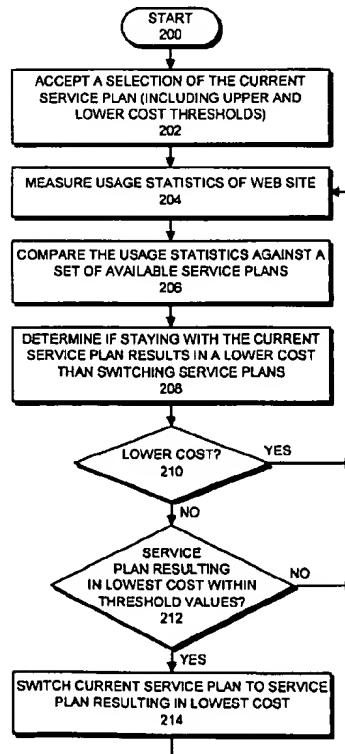 START
200
ACCEPT A SELECTION OF THE CURRENT
SERVICE PLAN (INCLUDING UPPER AND
LOWER COST THRESHOLDS)
202
MEASURE USAGE STATISTICS OF WEB SITE
204
COMPARE THE USAGE STATISTICS AGAINST A
SET OF AVAILABLE SERVICE PLANS
206
DETERMINE IF STAYING WITH THE CURRENT
SERVICE PLAN RESULTS IN A LOWER COST
THAN SWITCHING SERVICE PLANS
208
LOWER COST?
210
YES
NO
SERVICE
PLAN RESULTING
IN LOWEST COST WITHIN
THRESHOLD VALUES?
212
NO
YES
SWITCH CURRENT SERVICE PLAN TO SERVICE
PLAN RESULTING IN LOWEST COST
214